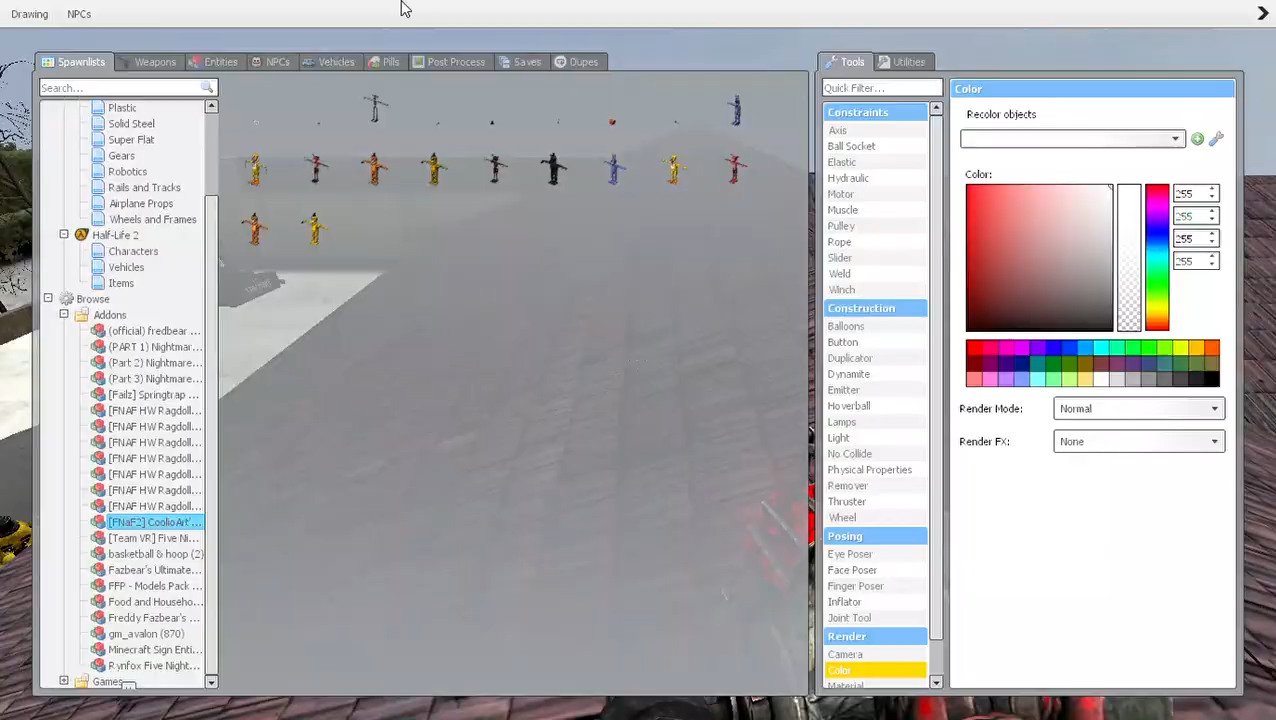 Drawing NPCs
Spawnlists Weapons Entities NPCs Vehicles Pills Post Process Saves Dupes
Search...
Plastic
Solid Steel
Super Flat
Gears
Robotics
Rails and Tracks
Airplane Props
Wheels and Frames
Half-Life 2
Characters
Vehicles
Items
Browse
Addons
(official) fredbear ...
(PART 1) Nightmar...
(Part 2) Nightmare...
(Part 3) Nightmare...
[Failz] Springtrap ...
[FNAF HW Ragdoll...
[FNAF HW Ragdoll...
[FNAF HW Ragdoll...
[FNAF HW Ragdoll...
[FNAF HW Ragdoll...
[FNAF HW Ragdoll...
[FNAF HW Ragdoll...
[FNaF2] CoolioArt'...
[Team VR] Five Ni...
basketball & hoop (2)
Fazbear's Ultimate...
FFP - Models Pack ...
Food and Househo...
Freddy Fazbear's ...
gm_avalon (870)
Minecraft Sign Enti...
Rynfox Five Night...
Games
Tools Utilities
Quick Filter...
Constraints
Axis
Ball Socket
Elastic
Hydraulic
Motor
Muscle
Pulley
Rope
Slider
Weld
Winch
Construction
Balloons
Button
Duplicator
Dynamite
Emitter
Hoverball
Lamps
Light
No Collide
Physical Properties
Remover
Thruster
Wheel
Posing
Eye Poser
Face Poser
Finger Poser
Inflator
Joint Tool
Render
Camera
Color
Material
Color
Recolor objects
Color:
255
255
255
255
Render Mode: Normal
Render FX: None